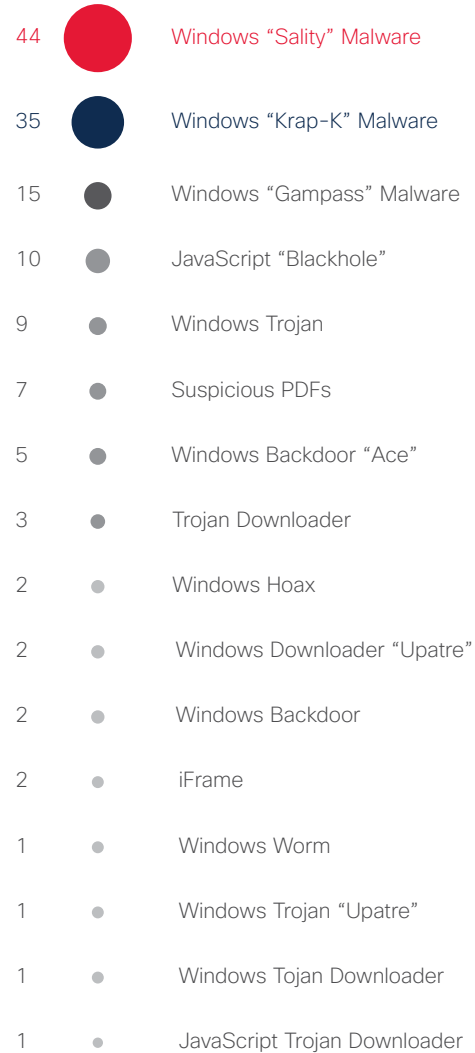 44 Windows “Sality” Malware
35 Windows “Krap-K” Malware
15 Windows “Gampass” Malware
10 JavaScript “Blackhole”
9 Windows Trojan
7 Suspicious PDFs
5 Windows Backdoor “Ace”
3 Trojan Downloader
2 Windows Hoax
2 Windows Downloader “Upatre”
2 Windows Backdoor
2 iFrame
1 Windows Worm
1 Windows Trojan “Upatre”
1 Windows Tojan Downloader
1 JavaScript Trojan Downloader